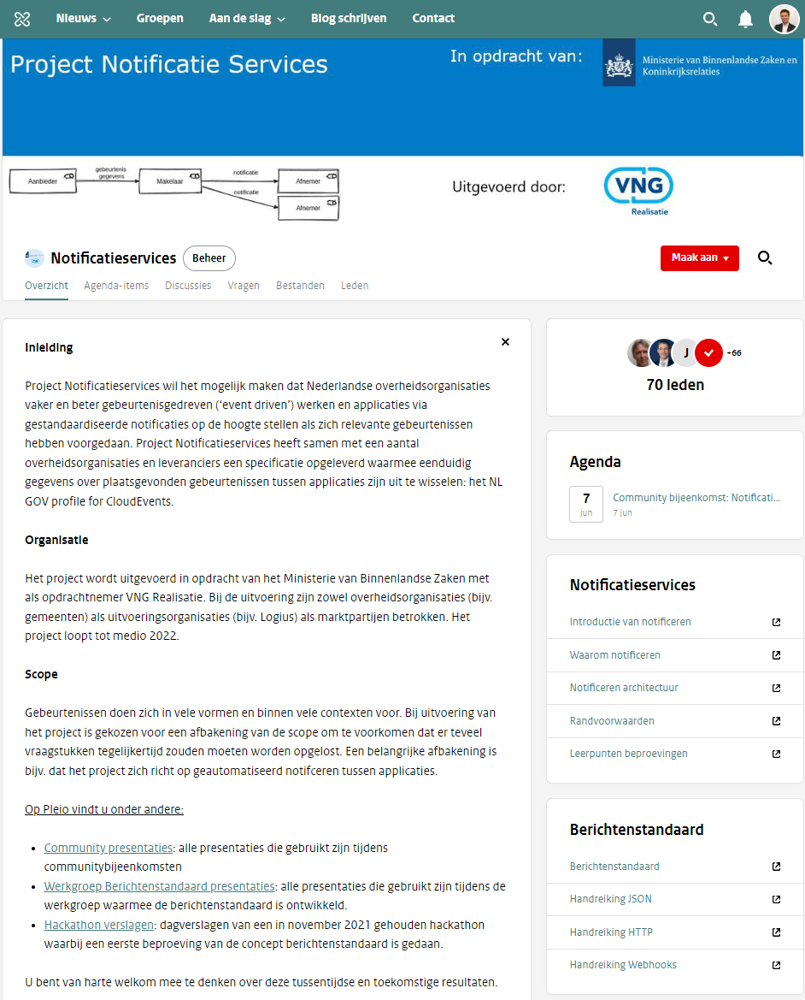 Nieuws
Groepen
Aan de slag
Blog schrijven
Contact
Project Notificatie Services
In opdracht van:
Ministerie van Binnenlandse Zaken en
Koninkrijksrelaties
Aanbieder
gebeurtenis
gegevens
Makelaar
notificatie
notificatie
Afnemer
Afnemer
Uitgevoerd door:
VNG
Realisatie
Notificatieservices
Beheer
Maak aan
Overzicht
Agenda-items
Discussies
Vragen
Bestanden
Leden
Inleiding
Project Notificatieservices wil het mogelijk maken dat Nederlandse overheidsorganisaties
vaker en beter gebeurtenisgedreven (‘event driven’) werken en applicaties via
gestandaardiseerde notificaties op de hoogte stellen als zich relevante gebeurtenissen
hebben voorgedaan. Project Notificatieservices heeft samen met een aantal
overheidsorganisaties en leveranciers een specificatie opgeleverd waarmee eenduidig
gegevens over plaatsgevonden gebeurtenissen tussen applicaties zijn uit te wisselen: het NL
GOV profile for CloudEvents.
Organisatie
Het project wordt uitgevoerd in opdracht van het Ministerie van Binnenlandse Zaken met
als opdrachtnemer VNG Realisatie. Bij de uitvoering zijn zowel overheidsorganisaties (bijv.
gemeenten) als uitvoeringsorganisaties (bijv. Logius) als marktpartijen betrokken. Het
project loopt tot medio 2022.
Scope
Gebeurtenissen doen zich in vele vormen en binnen vele contexten voor. Bij uitvoering van
het project is gekozen voor een afbakening van de scope om te voorkomen dat er teveel
vraagstukken tegelijkertijd zouden moeten worden opgelost. Een belangrijke afbakening is
bijv. dat het project zich richt op geautomatiseerd notifceren tussen applicaties.
Op Pleio vindt u onder andere:
• Community presentaties: alle presentaties die gebruikt zijn tijdens
communitybijeenkomsten
• Werkgroep Berichtenstandaard presentaties: alle presentaties die gebruikt zijn tijdens de
werkgroep waarmee de berichtenstandaard is ontwikkeld.
• Hackathon verslagen: dagverslagen van een in november 2021 gehouden hackathon
waarbij een eerste beproeving van de concept berichtenstandaard is gedaan.
U bent van harte welkom mee te denken over deze tussentijdse en toekomstige resultaten.
J
+66
70 leden
Agenda
7
jun
Community bijeenkomst: Notificati...
7 jun
Notificatieservices
Introductie van notificeren
Waarom notificeren
Notificeren architectuur
Randvoorwaarden
Leerpunten beproevingen
Berichtenstandaard
Berichtenstandaard
Handreiking JSON
Handreiking HTTP
Handreiking Webhooks